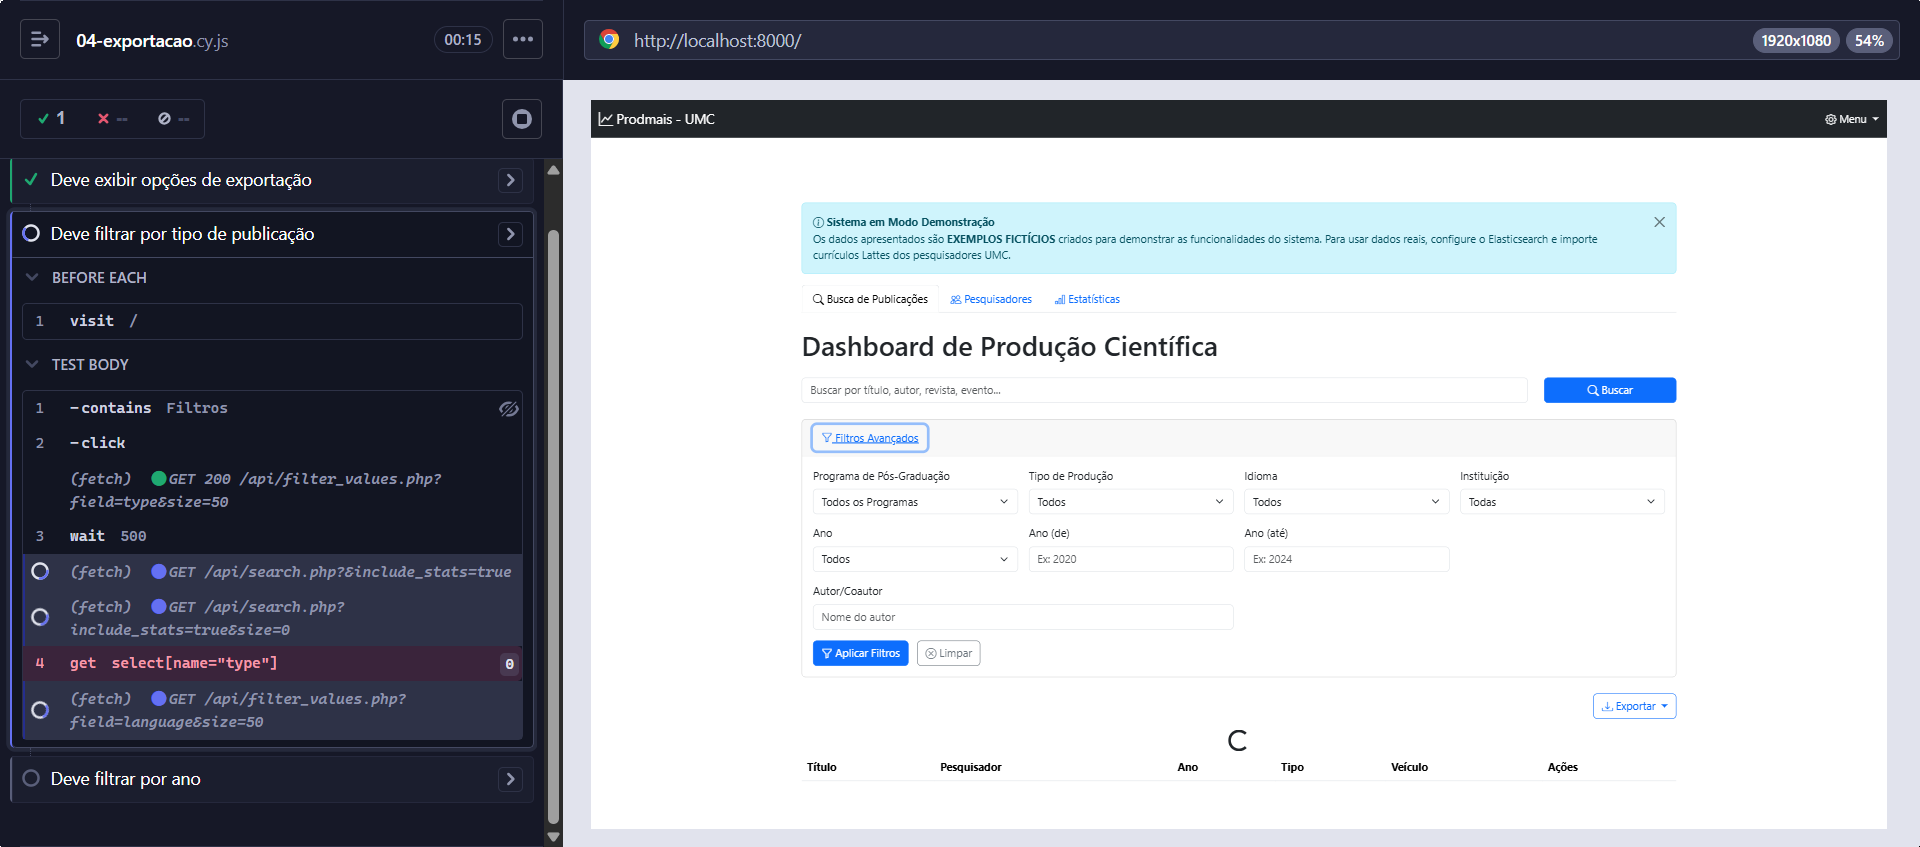 04-exportacao.cy.js
00:15
1
--
--
Deve exibir opções de exportação
Deve filtrar por tipo de publicação
BEFORE EACH
1 visit /
TEST BODY
1 -contains Filtros
2 -click
(fetch) GET 200 /api/filter_values.php?
field=type&size=50
3 wait 500
(fetch) GET /api/search.php?&include_stats=true
(fetch) GET /api/search.php?
include_stats=true&size=0
4 get select[name="type"] 0
(fetch) GET /api/filter_values.php?
field=language&size=50
Deve filtrar por ano
http://localhost:8000/
1920x1080 54%
Prodmais - UMC
Menu
Sistema em Modo Demonstração
Os dados apresentados são EXEMPLOS FICTÍCIOS criados para demonstrar as funcionalidades do sistema. Para usar dados reais, configure o Elasticsearch e importe
currículos Lattes dos pesquisadores UMC.
Busca de Publicações Pesquisadores Estatísticas
Dashboard de Produção Científica
Buscar por título, autor, revista, evento...
Buscar
Filtros Avançados
Programa de Pós-Graduação Tipo de Produção Idioma Instituição
Todos os Programas Todos Todos Todas
Ano Ano (de) Ano (até)
Todos Ex: 2020 Ex: 2024
Autor/Coautor
Nome do autor
Aplicar Filtros Limpar
Exportar
Título Pesquisador Ano Tipo Veículo Ações